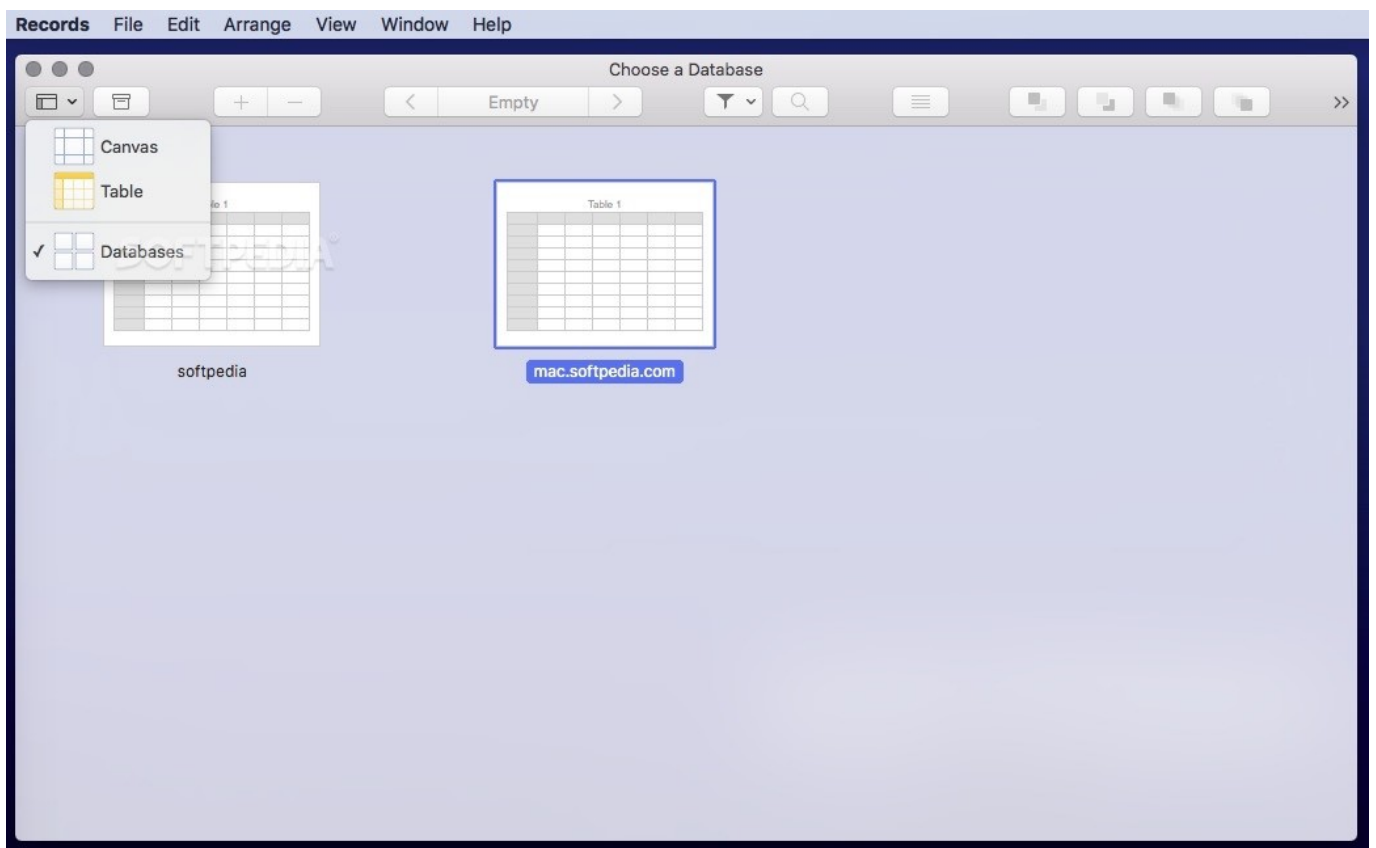 Records File Edit Arrange View Window Help
Choose a Database
Empty
Canvas
Table
Databases
SOFTPEDIA®
Table 1
softpedia
mac.softpedia.com